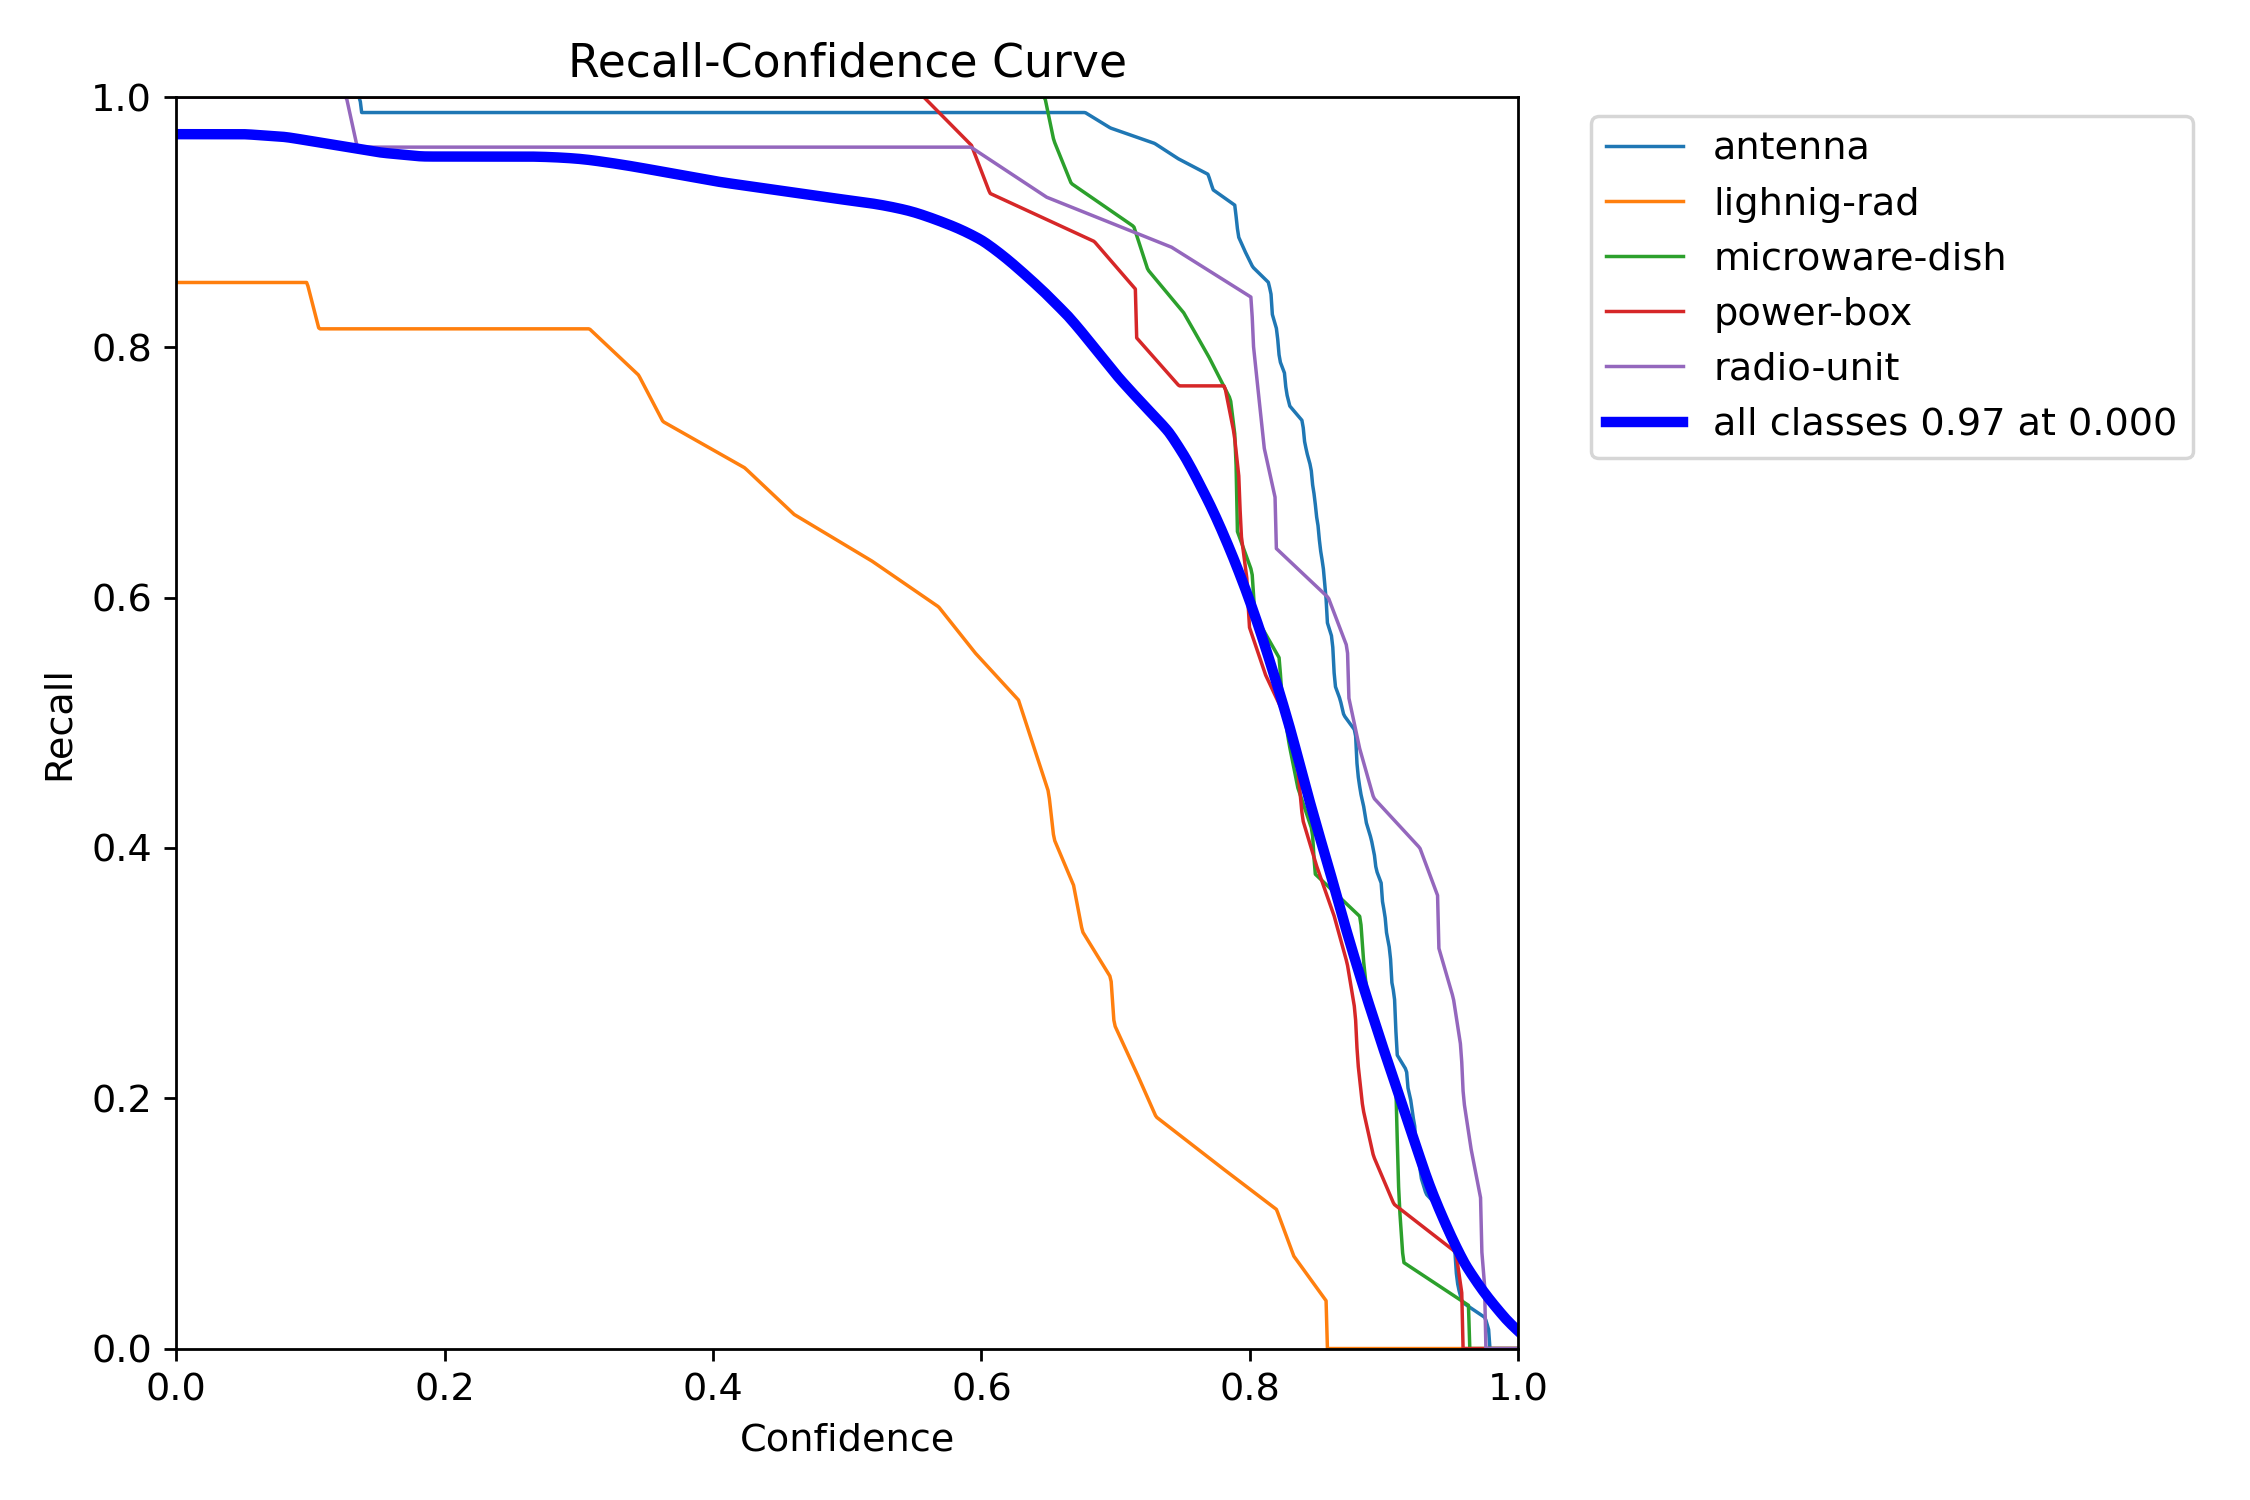 Recall-Confidence Curve
1.0
0.8
0.6
0.4
0.2
0.0
Recall
0.0 0.2 0.4 0.6 0.8 1.0
Confidence
antenna
lighnig-rad
microware-dish
power-box
radio-unit
all classes 0.97 at 0.000